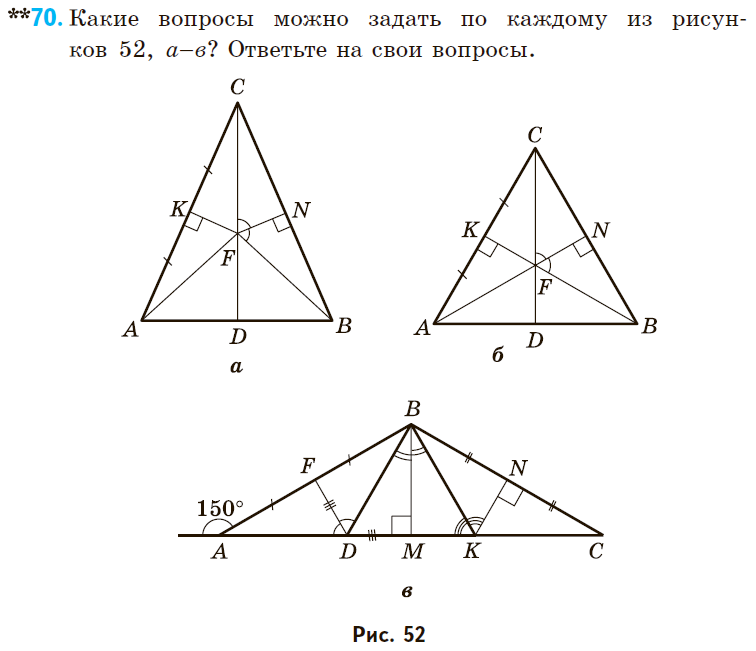 **70. Какие вопросы можно задать по каждому из рисун-
ков 52, а–в? Ответьте на свои вопросы.
C
K
N
F
A
D
B
а
C
K
N
F
A
D
B
б
B
F
N
150°
A
D
M
K
C
в
Рис. 52